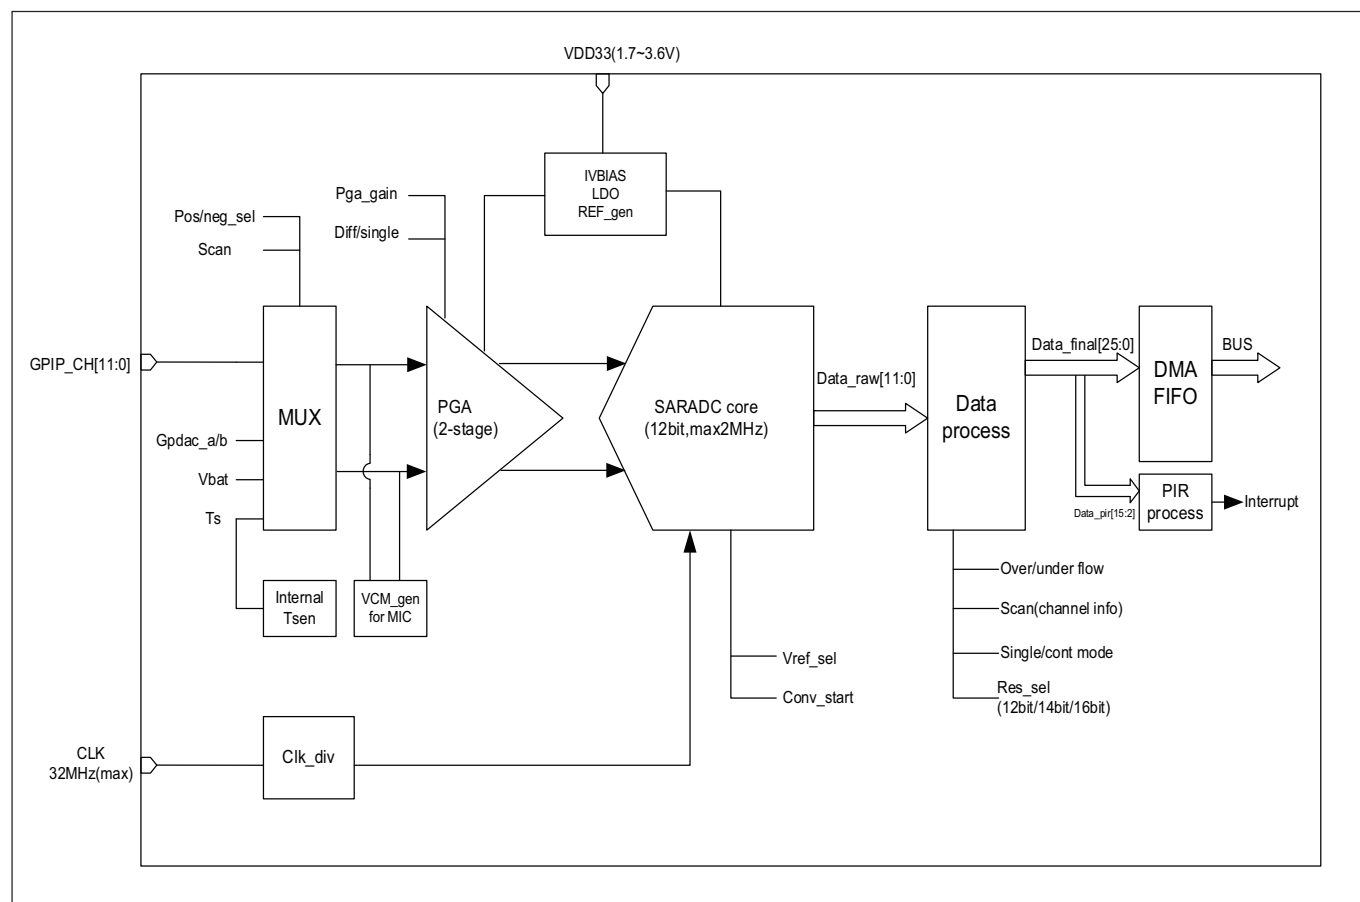 VDD33(1.7~3.6V)
IVBIAS
LDO
REF_gen
Pga_gain
Diff/single
Pos/neg_sel
Scan
GPIP_CH[11:0]
MUX
Gpdac_a/b
Vbat
Ts
Internal
Tsen
VCM_gen
for MIC
PGA
(2-stage)
SARADC core
(12bit,max2MHz)
Data_raw[11:0]
Data
process
Data_final[25:0]
DMA
FIFO
BUS
Data_pir[15:2]
PIR
process
Interrupt
Over/under flow
Scan(channel info)
Single/cont mode
Res_sel
(12bit/14bit/16bit)
Vref_sel
Conv_start
CLK
32MHz(max)
Clk_div